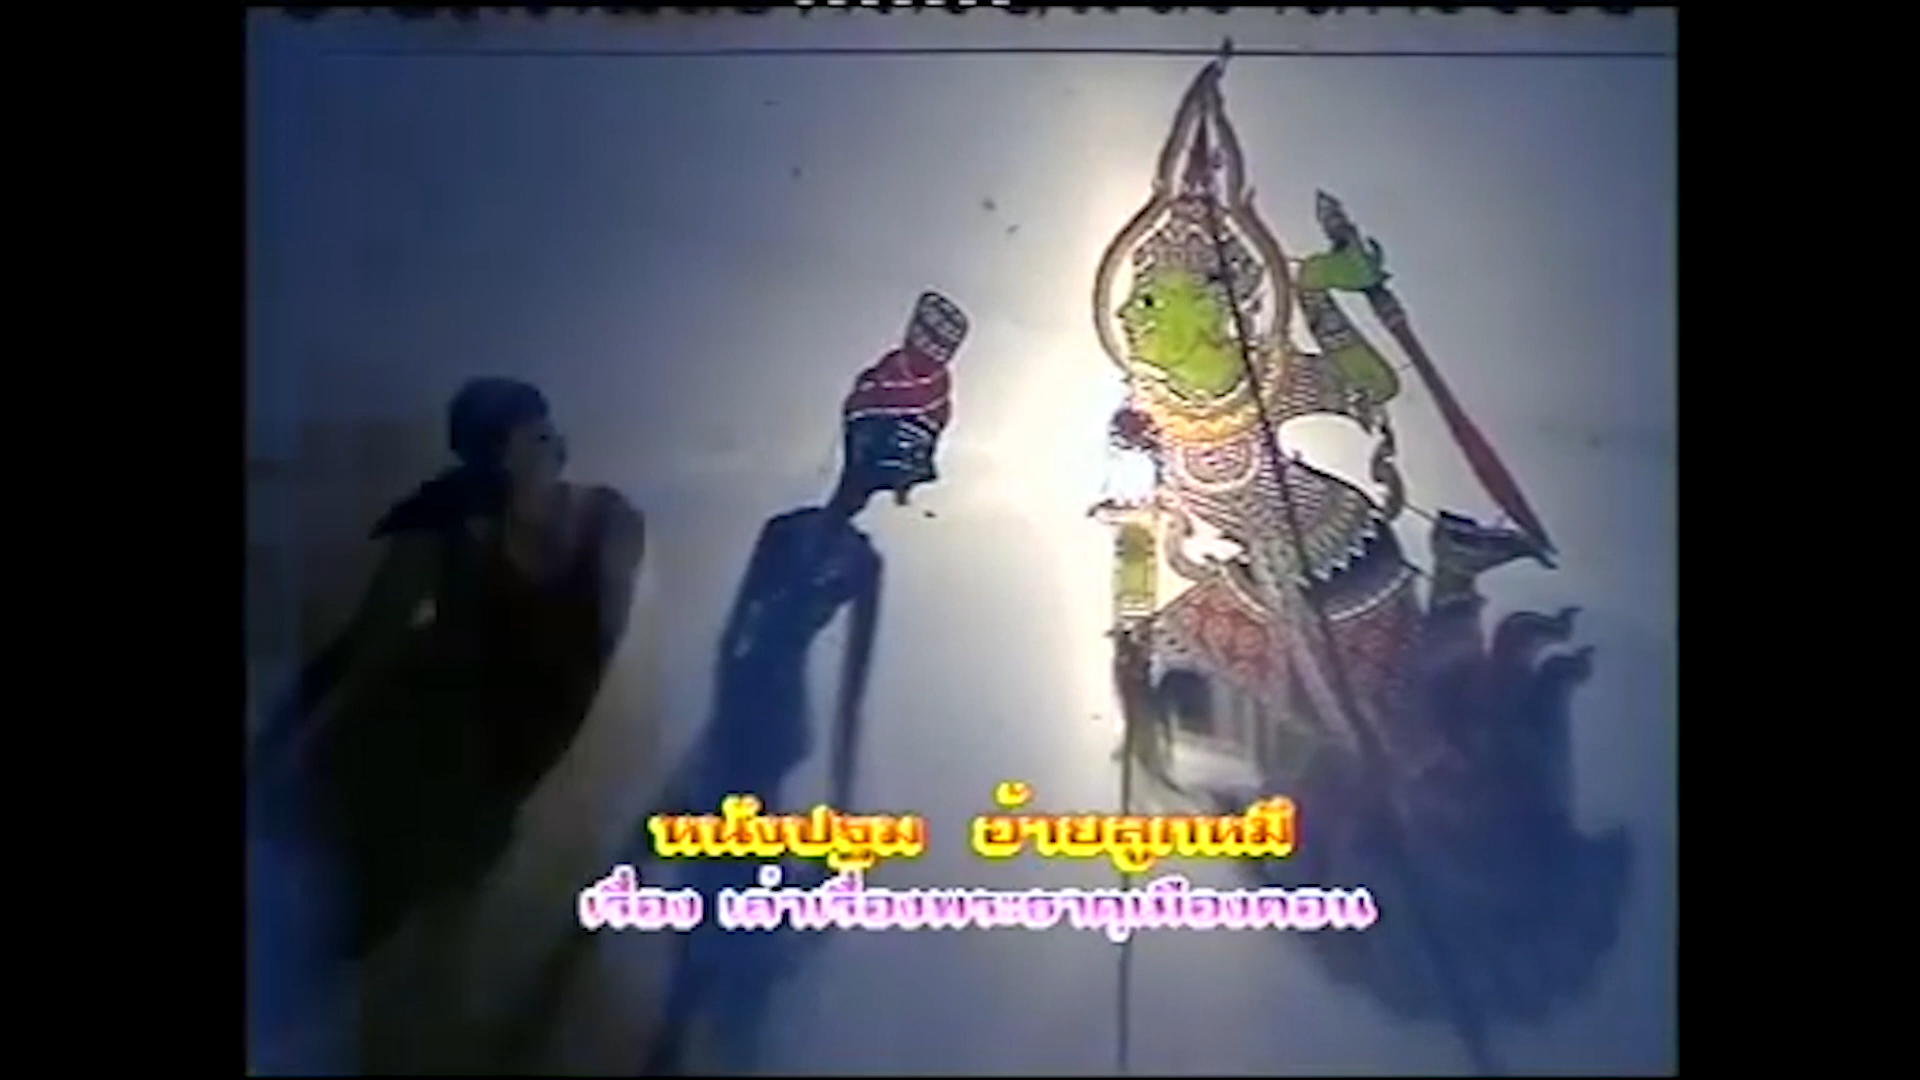 หนังปฐม อ้ายลูกหมี
เรื่อง เล่าเรื่องพระธาตุเมืองคอน